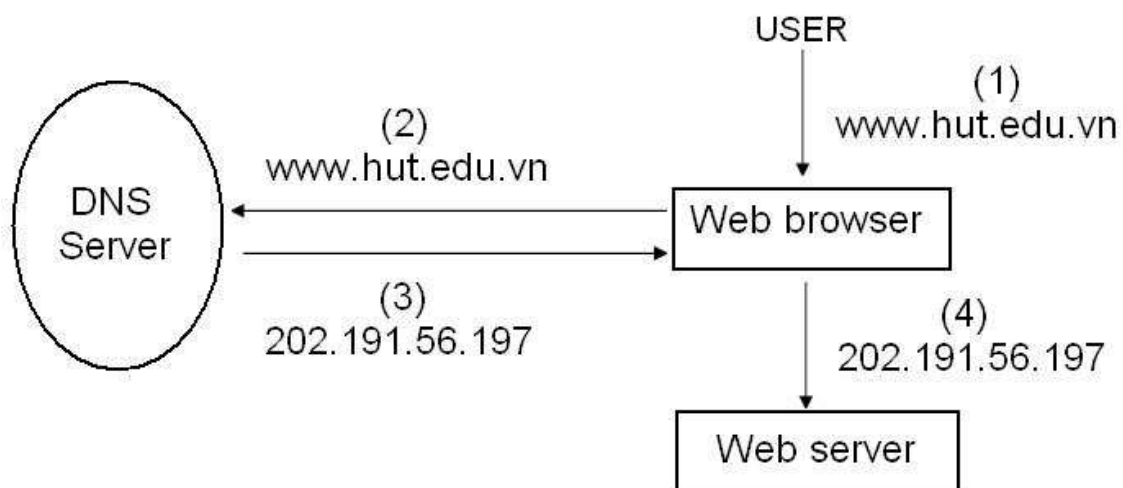 USER
(1)
www.hut.edu.vn
(2)
www.hut.edu.vn
DNS
Server
Web browser
(3)
202.191.56.197
(4)
202.191.56.197
Web server